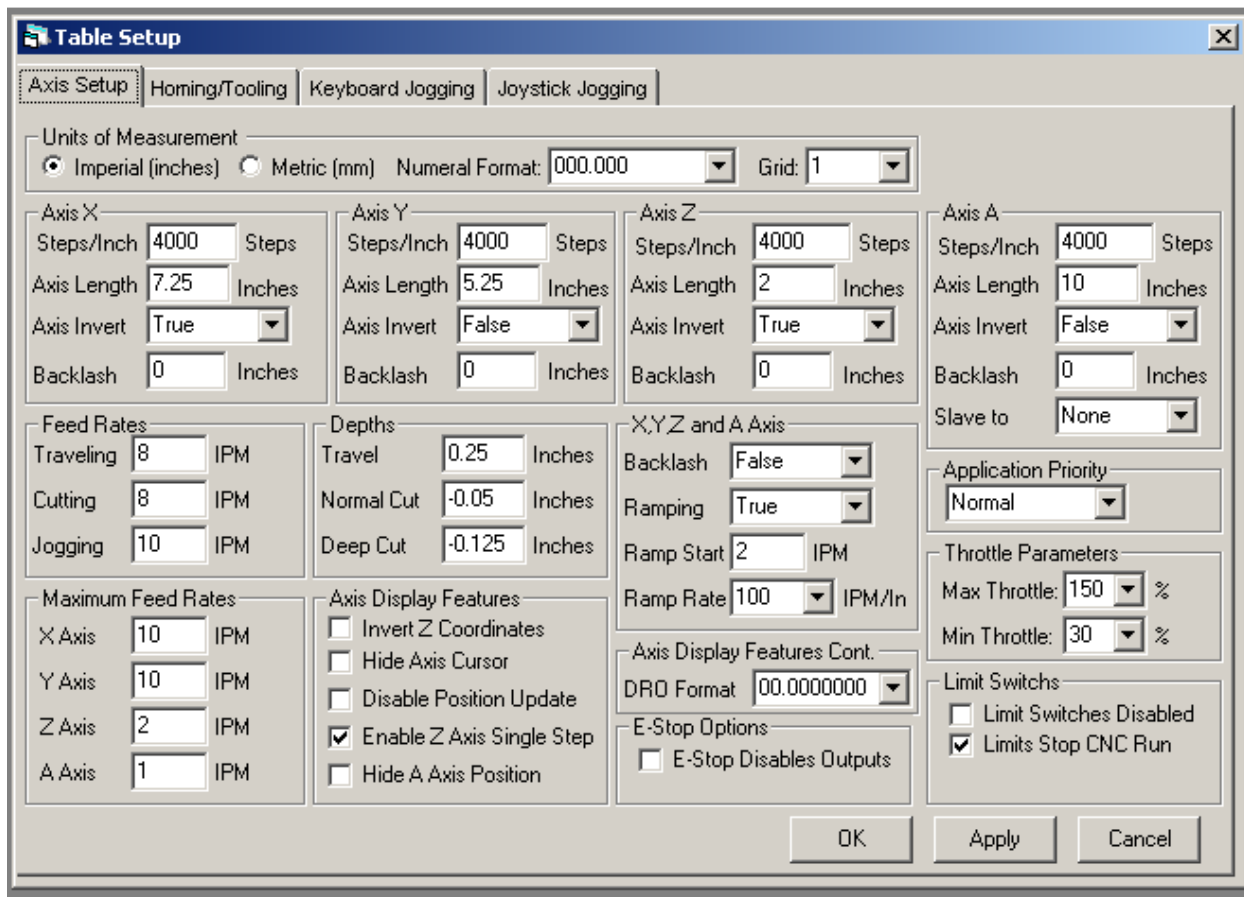 Table Setup
Axis Setup Homing/Tooling Keyboard Jogging Joystick Jogging
Units of Measurement
Imperial (inches) Metric (mm) Numeral Format: 000.000 Grid: 1
Axis X
Steps/Inch 4000 Steps
Axis Length 7.25 Inches
Axis Invert True
Backlash 0 Inches
Axis Y
Steps/Inch 4000 Steps
Axis Length 5.25 Inches
Axis Invert False
Backlash 0 Inches
Axis Z
Steps/Inch 4000 Steps
Axis Length 2 Inches
Axis Invert True
Backlash 0 Inches
Axis A
Steps/Inch 4000 Steps
Axis Length 10 Inches
Axis Invert False
Backlash 0 Inches
Slave to None
Feed Rates
Traveling 8 IPM
Cutting 8 IPM
Jogging 10 IPM
Depths
Travel 0.25 Inches
Normal Cut -0.05 Inches
Deep Cut -0.125 Inches
X,Y,Z and A Axis
Backlash False
Ramping True
Ramp Start 2 IPM
Ramp Rate 100 IPM/In
Application Priority
Normal
Throttle Parameters
Max Throttle: 150 %
Min Throttle: 30 %
Maximum Feed Rates
X Axis 10 IPM
Y Axis 10 IPM
Z Axis 2 IPM
A Axis 1 IPM
Axis Display Features
Invert Z Coordinates
Hide Axis Cursor
Disable Position Update
Enable Z Axis Single Step
Hide A Axis Position
Axis Display Features Cont.
DRO Format 00.0000000
E-Stop Options
E-Stop Disables Outputs
Limit Switchs
Limit Switches Disabled
Limits Stop CNC Run
OK Apply Cancel